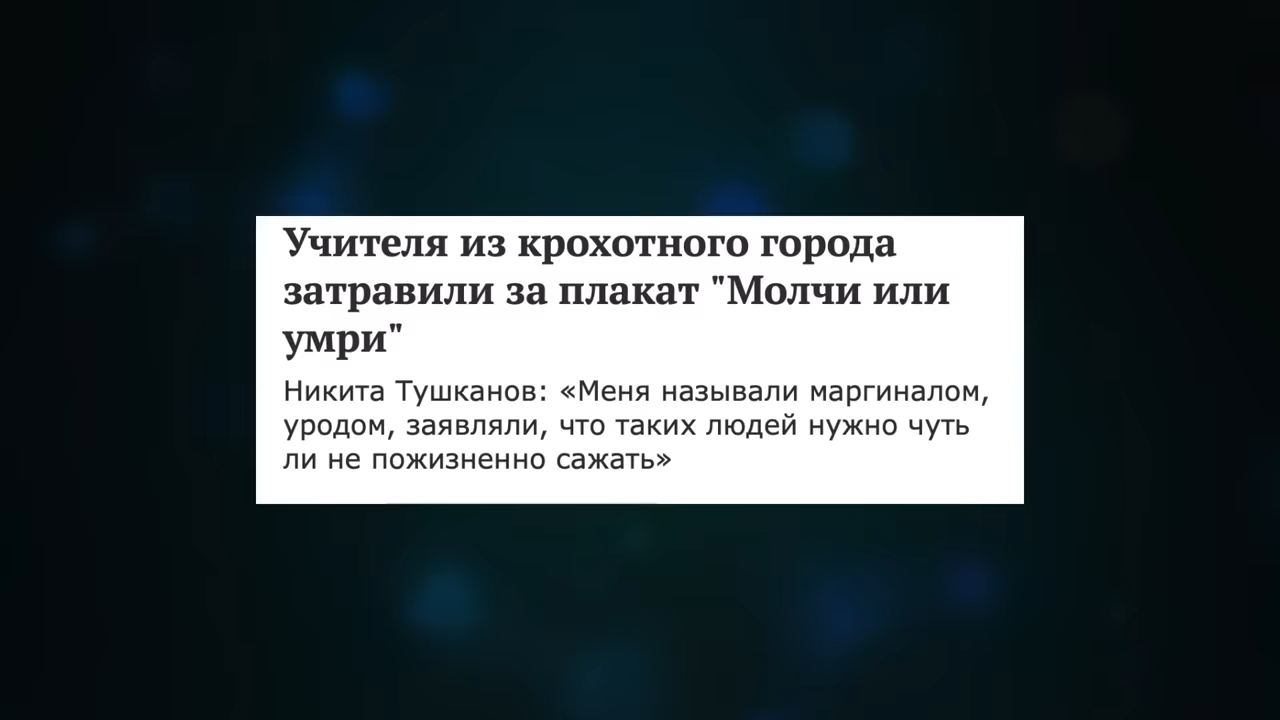 Учителя из крохотного города
затравили за плакат "Молчи или
умри"
Никита Тушканов: «Меня называли маргиналом,
уродом, заявляли, что таких людей нужно чуть
ли не пожизненно сажать»